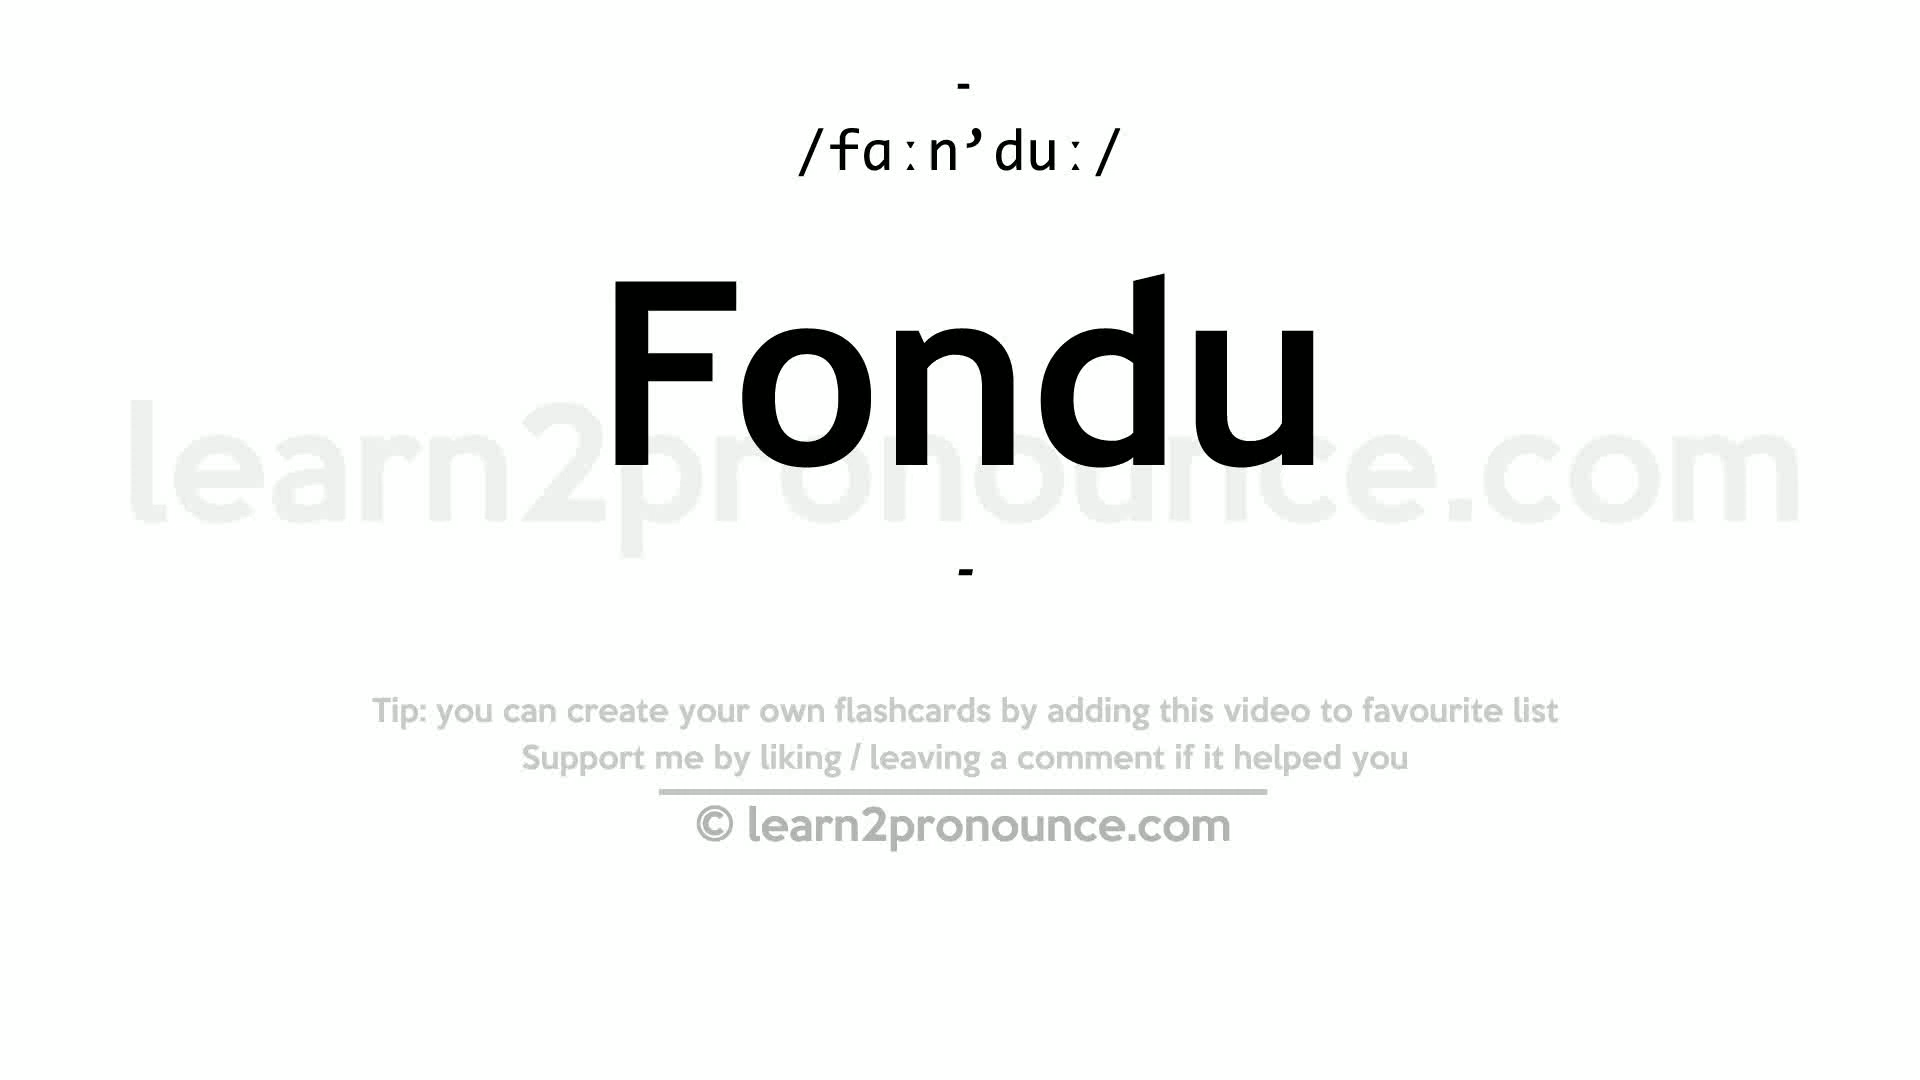 -
/fɑːn’duː/
Fondu
learn2pronounce.com
-
Tip: you can create your own flashcards by adding this video to favourite list
Support me by liking / leaving a comment if it helped you
© learn2pronounce.com